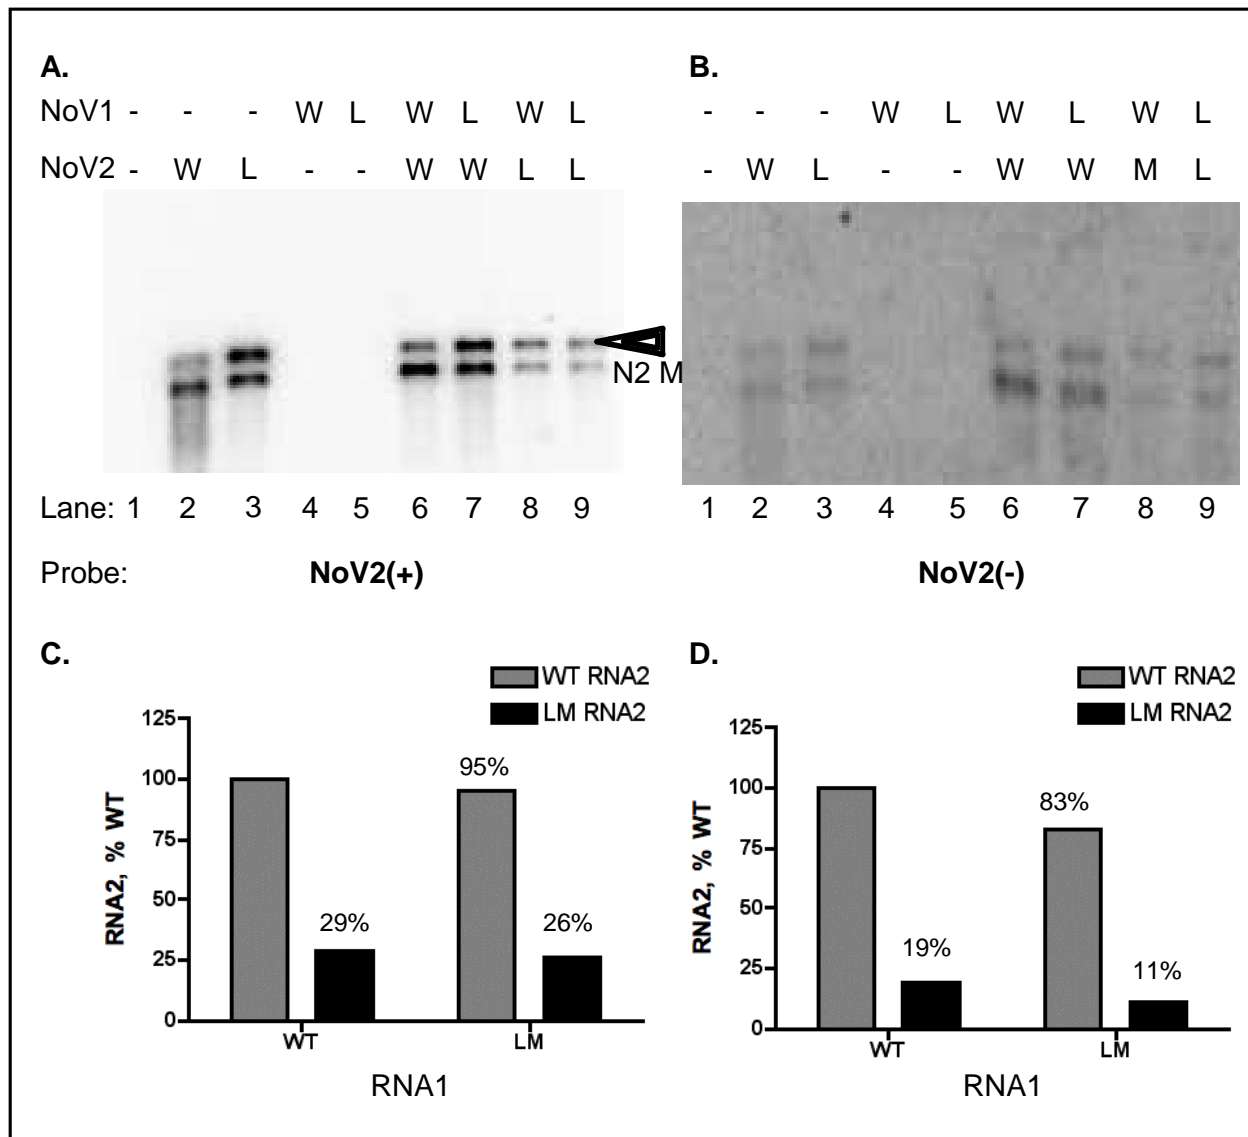 A.
NoV1 - - - W L W L W L
NoV2 - W L - - W W L L
N2 M
Lane: 1 2 3 4 5 6 7 8 9
Probe: NoV2(+)
B.
- - - W L W L W L
- W L - - W W M L
1 2 3 4 5 6 7 8 9
NoV2(-)
C.
WT RNA2
LM RNA2
RNA2, % WT
125
100
75
50
25
0
29%
95%
26%
WT LM
RNA1
D.
WT RNA2
LM RNA2
RNA2, % WT
125
100
75
50
25
0
19%
83%
11%
WT LM
RNA1